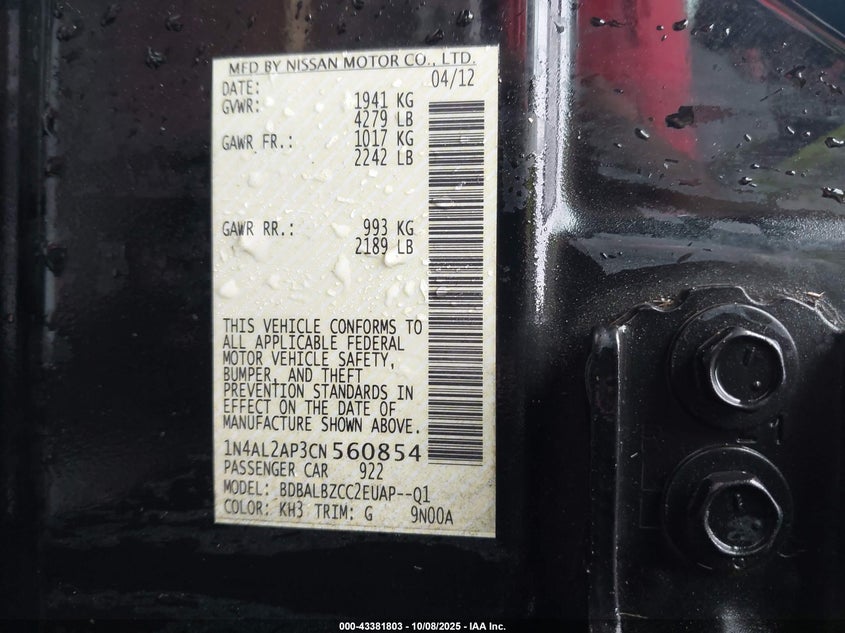 MFD BY NISSAN MOTOR CO., LTD.
DATE: 04/12
GVWR: 1941 KG
4279 LB
GAWR FR.: 1017 KG
2242 LB
GAWR RR.: 993 KG
2189 LB
THIS VEHICLE CONFORMS TO
ALL APPLICABLE FEDERAL
MOTOR VEHICLE SAFETY,
BUMPER, AND THEFT
PREVENTION STANDARDS IN
EFFECT ON THE DATE OF
MANUFACTURE SHOWN ABOVE.
1N4AL2AP3CN560854
PASSENGER CAR 922
MODEL: BDBALBZCC2EUAP--Q1
COLOR: KH3 TRIM: G 9N00A
000-43381803 - 10/08/2025 - IAA Inc.